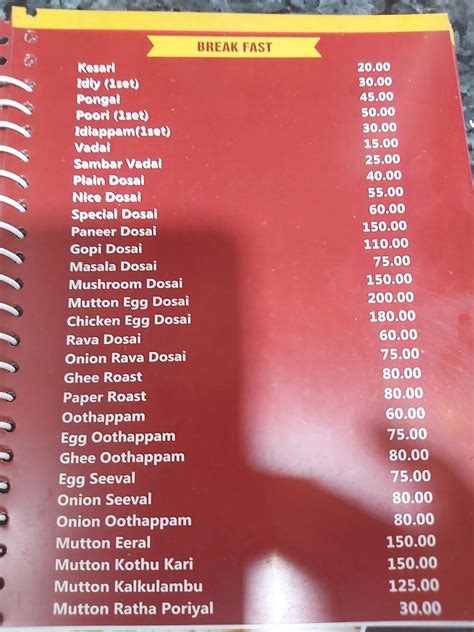 BREAK FAST
Kesari 20.00
Idly (1set) 30.00
Pongal 45.00
Poori (1set) 50.00
Idiappam(1set) 30.00
Vadai 15.00
Sambar Vadai 25.00
Plain Dosai 40.00
Nice Dosai 55.00
Special Dosai 60.00
Paneer Dosai 150.00
Gopi Dosai 110.00
Masala Dosai 75.00
Mushroom Dosai 150.00
Mutton Egg Dosai 200.00
Chicken Egg Dosai 180.00
Rava Dosai 60.00
Onion Rava Dosai 75.00
Ghee Roast 80.00
Paper Roast 80.00
Oothappam 60.00
Egg Oothappam 75.00
Ghee Oothappam 80.00
Egg Seeval 75.00
Onion Seeval 80.00
Onion Oothappam 80.00
Mutton Eeral 150.00
Mutton Kothu Kari 150.00
Mutton Kalkulambu 125.00
Mutton Ratha Poriyal 30.00